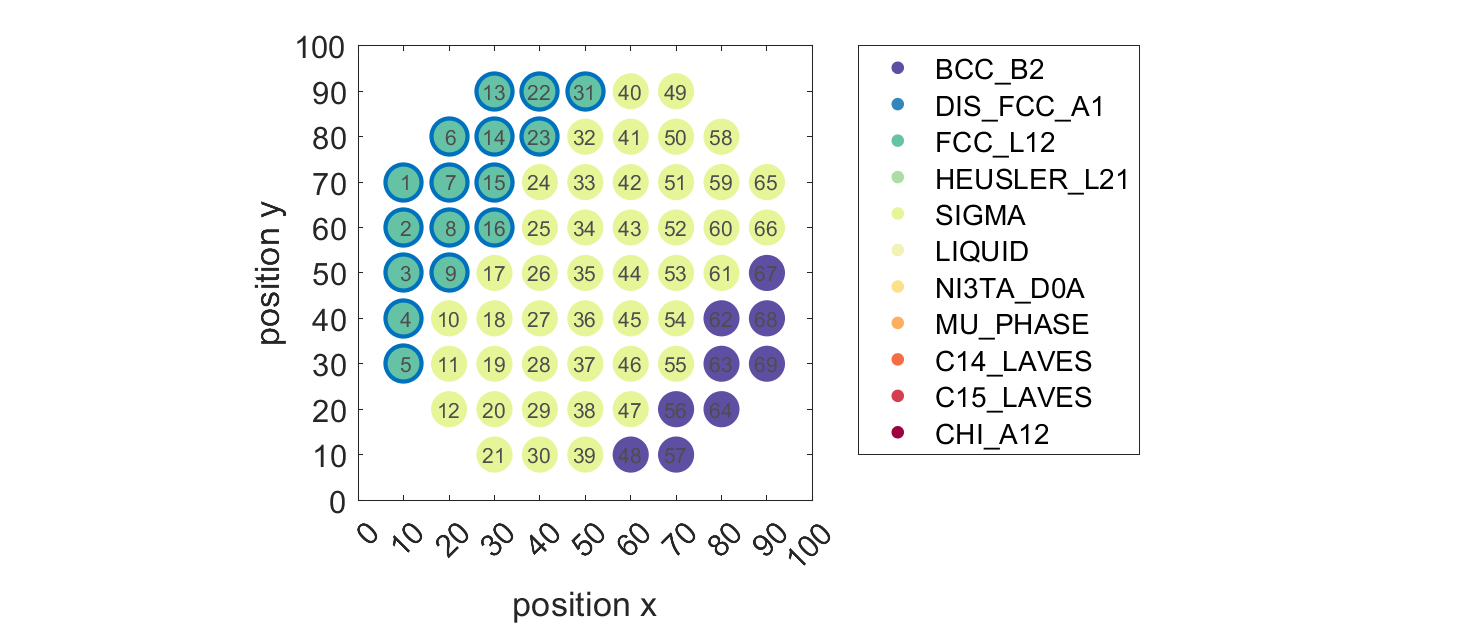 100
90 13 22 31 40 49
80 6 14 23 32 41 50 58
70 1 7 15 24 33 42 51 59 65
60 2 8 16 25 34 43 52 60 66
50 3 9 17 26 35 44 53 61 67
40 4 10 18 27 36 45 54 62 68
30 5 11 19 28 37 46 55 63 69
20 12 20 29 38 47 56 64
10 21 30 39 48 57
0
0 10 20 30 40 50 60 70 80 90 100
position x
position y
BCC_B2
DIS_FCC_A1
FCC_L12
HEUSLER_L21
SIGMA
LIQUID
NI3TA_D0A
MU_PHASE
C14_LAVES
C15_LAVES
CHI_A12